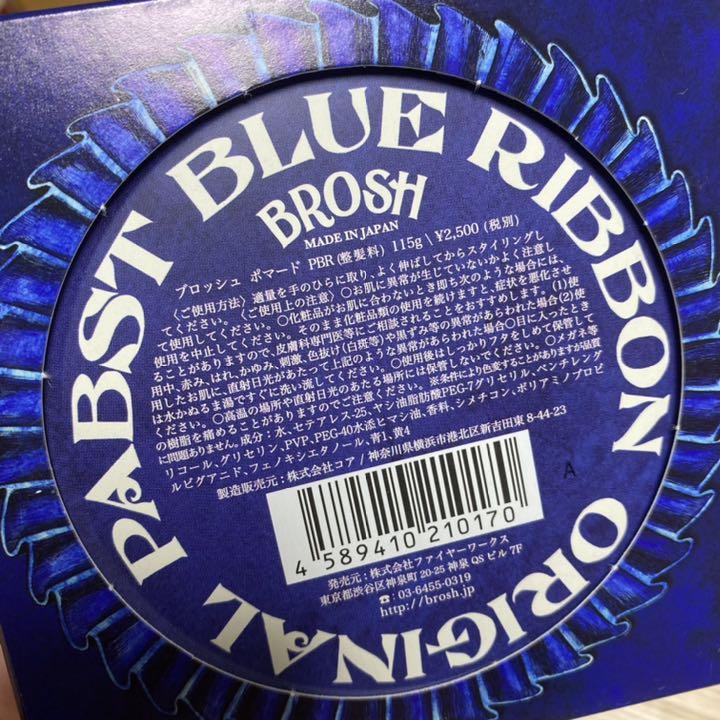 PABST BLUE RIBBON ORIGINAL
BROSH
MADE IN JAPAN
ブロッシュ ポマード PBR (整髪料) 115g \ ¥2,500 (税別)
〈ご使用方法〉適量を手のひらに取り、よく伸ばしてからスタイリングし
てください。〈ご使用上の注意〉○お肌に異常が生じていないかよく注意し
て使用してください。○化粧品がお肌に合わないとき即ち次のような場合には、
使用を中止してください。そのまま化粧品類の使用を続けますと、症状を悪化させ
ることがありますので、皮膚科専門医等にご相談されることをおすすめします。(1)使
用中、赤み、はれ、かゆみ、刺激、色抜け(白斑等)や黒ずみ等の異常があらわれた場合(2)使
用したお肌に、直射日光があたって上記のような異常があらわれた場合○目に入ったとき
は水かぬるま湯ですぐに洗い流してください。○使用後はしっかりフタをしめて保管して
ください。○高温の場所や直射日光のあたる場所には保管しないでください。○メガネ等
の樹脂を痛めることがありますのでご注意ください。※条件により色変することがありますが品質
に問題ありません。成分：水、セテアレス-25、ヤシ油脂肪酸PEG-7グリセリル、ペンチレング
リコール、グリセリン、PVP、PEG-40水添ヒマシ油、香料、シメチコン、ポリアミノプロピ
ルビグアニド、フェノキシエタノール、青1、黄4
製造販売元：株式会社コア / 神奈川県横浜市港北区新吉田東 8-44-23
A
4 589410 210170
発売元：株式会社ファイヤーワークス
東京都渋谷区神泉町 20-25 神泉 QS ビル 7F
☎：03-6455-0319
http://brosh.jp